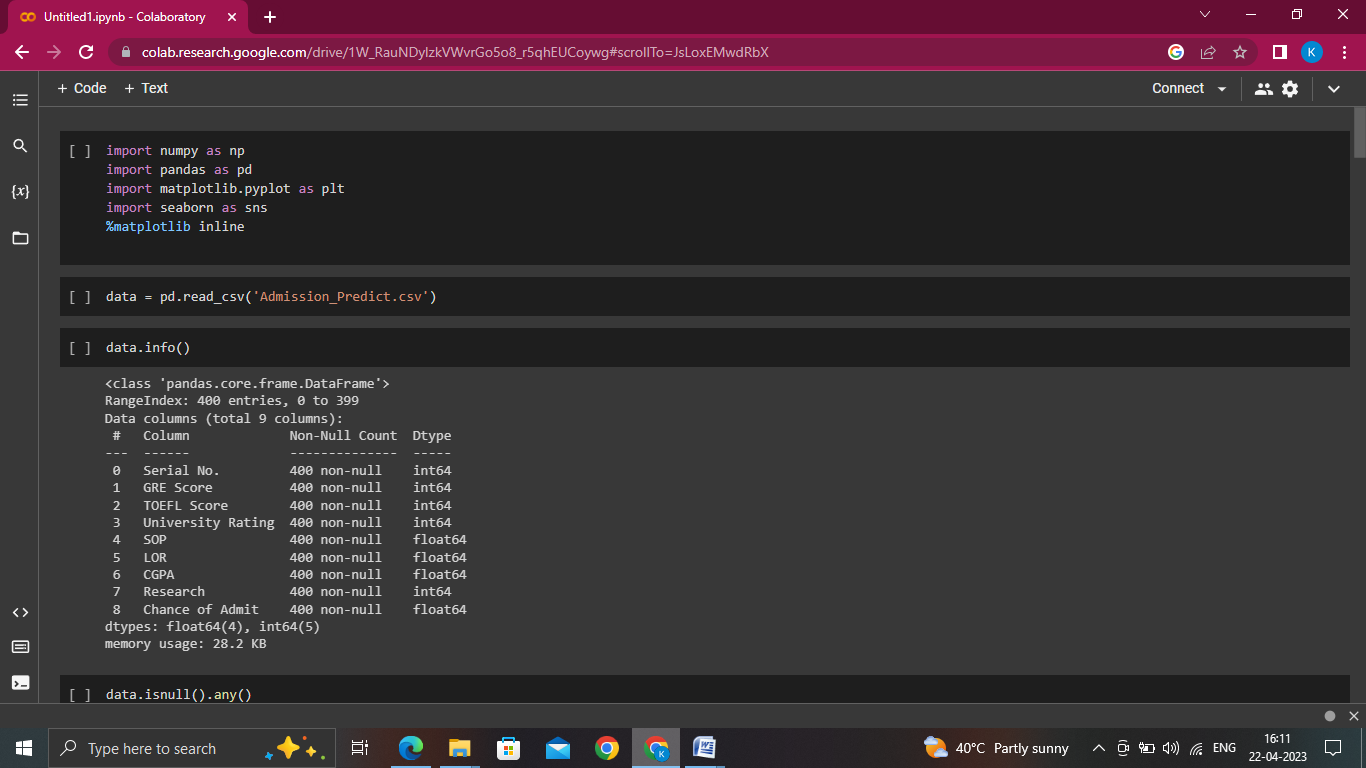 Untitled1.ipynb - Colaboratory
colab.research.google.com/drive/1W_RauNDylzkVWvrGo5o8_r5qhEUCoywg#scrollTo=JsLoxEMwdRbX
K
+ Code + Text
Connect
[ ] import numpy as np
import pandas as pd
import matplotlib.pyplot as plt
import seaborn as sns
%matplotlib inline
{x}
[ ] data = pd.read_csv('Admission_Predict.csv')
[ ] data.info()
<class 'pandas.core.frame.DataFrame'>
RangeIndex: 400 entries, 0 to 399
Data columns (total 9 columns):
 #   Column             Non-Null Count  Dtype
---  ------             --------------  -----
 0   Serial No.         400 non-null    int64
 1   GRE Score          400 non-null    int64
 2   TOEFL Score        400 non-null    int64
 3   University Rating  400 non-null    int64
 4   SOP                400 non-null    float64
 5   LOR                400 non-null    float64
 6   CGPA               400 non-null    float64
 7   Research           400 non-null    int64
 8   Chance of Admit    400 non-null    float64
dtypes: float64(4), int64(5)
memory usage: 28.2 KB
[ ] data.isnull().any()
Type here to search
K
40°C Partly sunny
ENG
16:11
22-04-2023